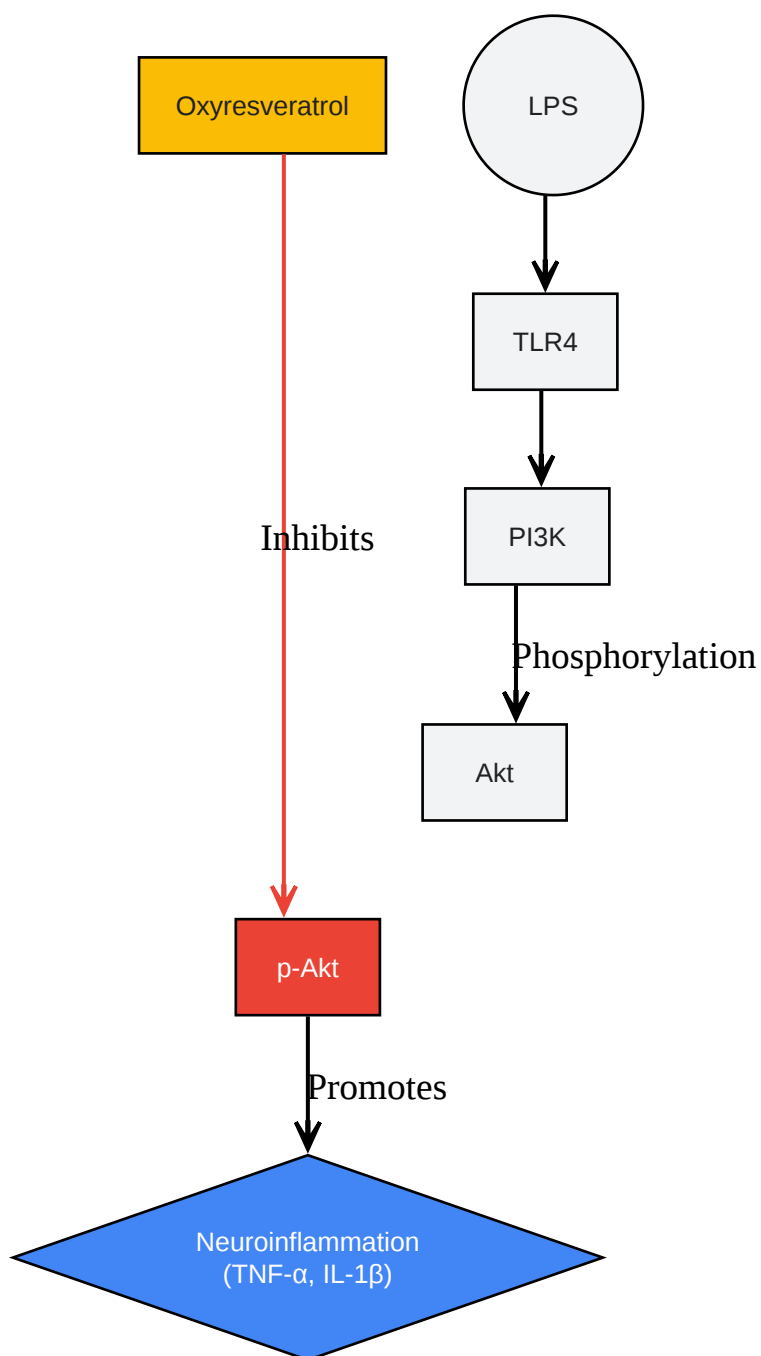 Oxyresveratrol
LPS
TLR4
Inhibits
PI3K
Phosphorylation
Akt
p-Akt
Promotes
Neuroinflammation
(TNF-α, IL-1β)